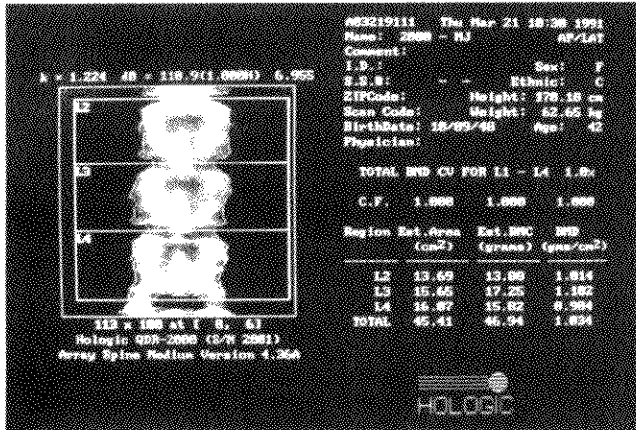 k = 1.224 d0 = 110.9(1.000H) 6.955
L2
L3
L4
112 x 100 at [ 8, 6]
Hologic QDR-2000 (S/N 2001)
Array Spine Medium Version 4.36A
A03219111 Thu Mar 21 10:30 1991
Name: 2000 - MJ AP/LAT
Comment:
I.D.: Sex: F
S.S.#: - - Ethnic: C
ZIPCode: Height: 170.18 cm
Scan Code: Weight: 62.65 kg
BirthDate: 10/09/48 Age: 42
Physician:
TOTAL BMD CV FOR L1 - L4 1.0%
C.F. 1.000 1.000 1.000
Region Est.Area Est.BMC BMD
(cm2) (grams) (gms/cm2)
L2 13.69 13.88 1.014
L3 15.65 17.25 1.102
L4 16.07 15.82 0.984
TOTAL 45.41 46.94 1.034
HOLOGIC